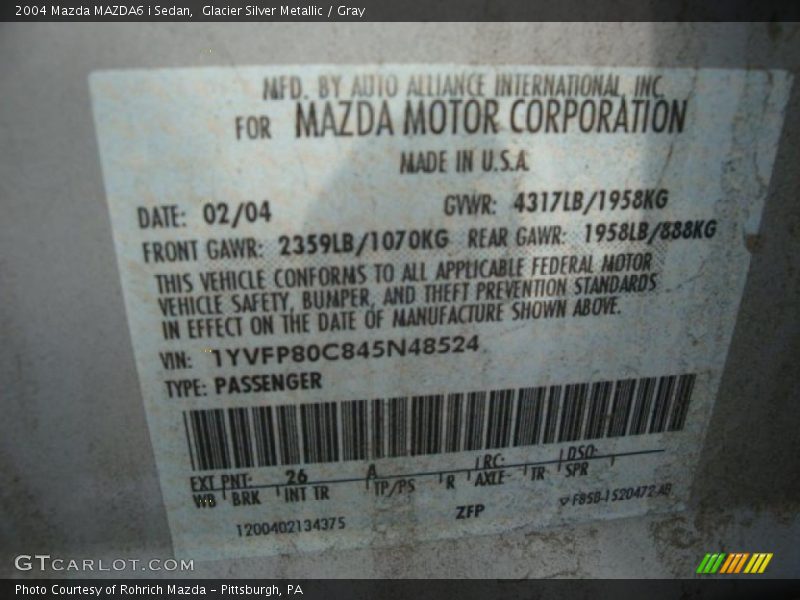 2004 Mazda MAZDA6 i Sedan,  Glacier Silver Metallic / Gray
MFD. BY AUTO ALLIANCE INTERNATIONAL, INC.
FOR MAZDA MOTOR CORPORATION
MADE IN U.S.A.
DATE: 02/04 GVWR: 4317LB/1958KG
FRONT GAWR: 2359LB/1070KG REAR GAWR: 1958LB/888KG
THIS VEHICLE CONFORMS TO ALL APPLICABLE FEDERAL MOTOR
VEHICLE SAFETY, BUMPER, AND THEFT PREVENTION STANDARDS
IN EFFECT ON THE DATE OF MANUFACTURE SHOWN ABOVE.
VIN: 1YVFP80C845N48524
TYPE: PASSENGER
EXT PNT: 26 A RC: DSO:
WB BRK INT TR TP/PS R AXLE TR SPR
1200402134375 ZFP F85B-1520472-AB
GTCARLOT.COM
Photo Courtesy of Rohrich Mazda - Pittsburgh, PA